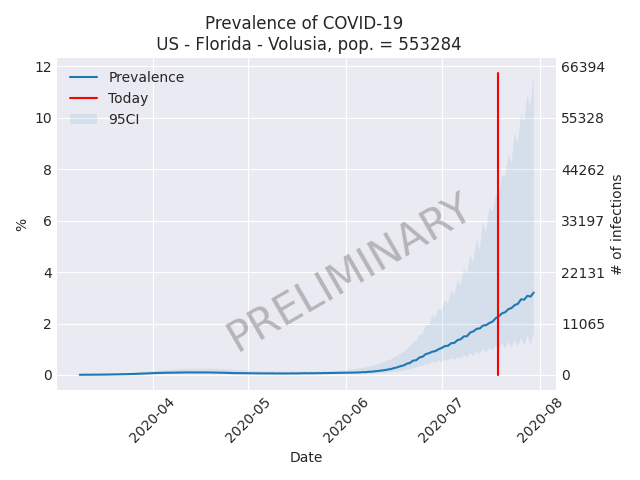 Prevalence of COVID-19
US - Florida - Volusia, pop. = 553284
12
10
8
6
4
2
0
%
Prevalence
Today
95CI
PRELIMINARY
66394
55328
44262
33197
22131
11065
0
# of infections
2020-04
2020-05
2020-06
2020-07
2020-08
Date